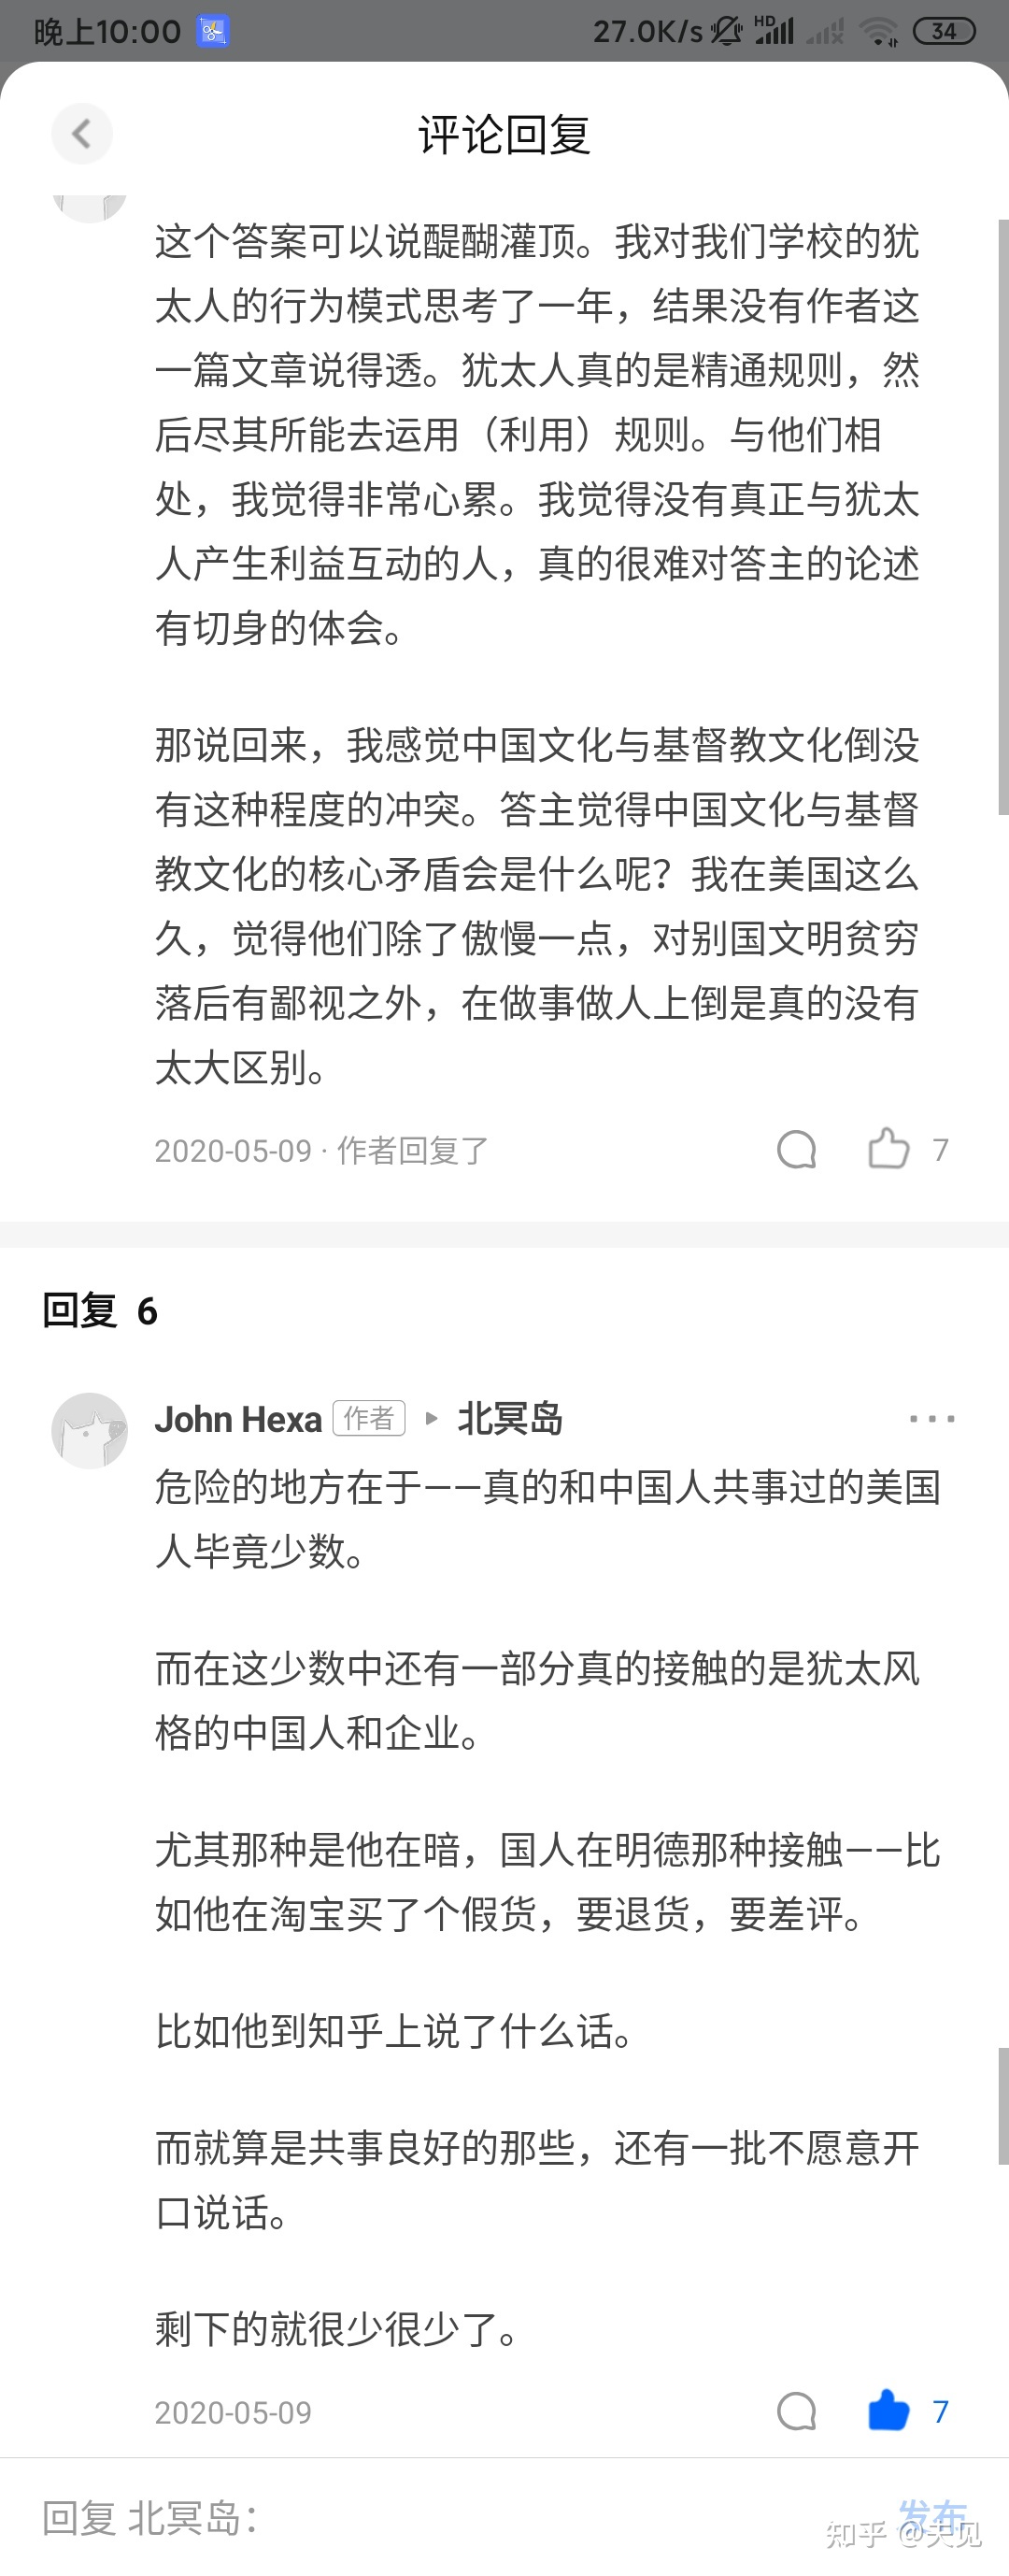 晚上10:00
27.0K/s
HD
34
评论回复
这个答案可以说醍醐灌顶。我对我们学校的犹
太人的行为模式思考了一年，结果没有作者这
一篇文章说得透。犹太人真的是精通规则，然
后尽其所能去运用（利用）规则。与他们相
处，我觉得非常心累。我觉得没有真正与犹太
人产生利益互动的人，真的很难对答主的论述
有切身的体会。
那说回来，我感觉中国文化与基督教文化倒没
有这种程度的冲突。答主觉得中国文化与基督
教文化的核心矛盾会是什么呢？我在美国这么
久，觉得他们除了傲慢一点，对别国文明贫穷
落后有鄙视之外，在做事做人上倒是真的没有
太大区别。
2020-05-09 · 作者回复了
7
回复 6
John Hexa 作者 ▸ 北冥岛
危险的地方在于——真的和中国人共事过的美国
人毕竟少数。
而在这少数中还有一部分真的接触的是犹太风
格的中国人和企业。
尤其那种是他在暗，国人在明德那种接触——比
如他在淘宝买了个假货，要退货，要差评。
比如他到知乎上说了什么话。
而就算是共事良好的那些，还有一批不愿意开
口说话。
剩下的就很少很少了。
2020-05-09
7
回复 北冥岛：
发布
知乎 @天见